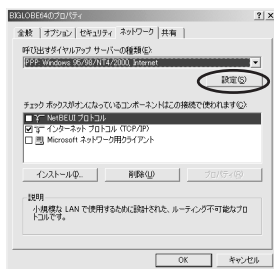 BIGLOBE64のプロパティ
全般 オプション セキュリティ ネットワーク 共有
呼び出すダイヤルアップ サーバーの種類(E):
PPP: Windows 95/98/NT4/2000, Internet
設定(S)
チェック ボックスがオンになっているコンポーネントはこの接続で使われます(O):
NetBEUI プロトコル
インターネット プロトコル (TCP/IP)
Microsoft ネットワーク用クライアント
インストール(I)... 削除(U) プロパティ(R)
説明
小規模な LAN で使用するために設計された、ルーティング不可能なプロトコルです。
OK キャンセル